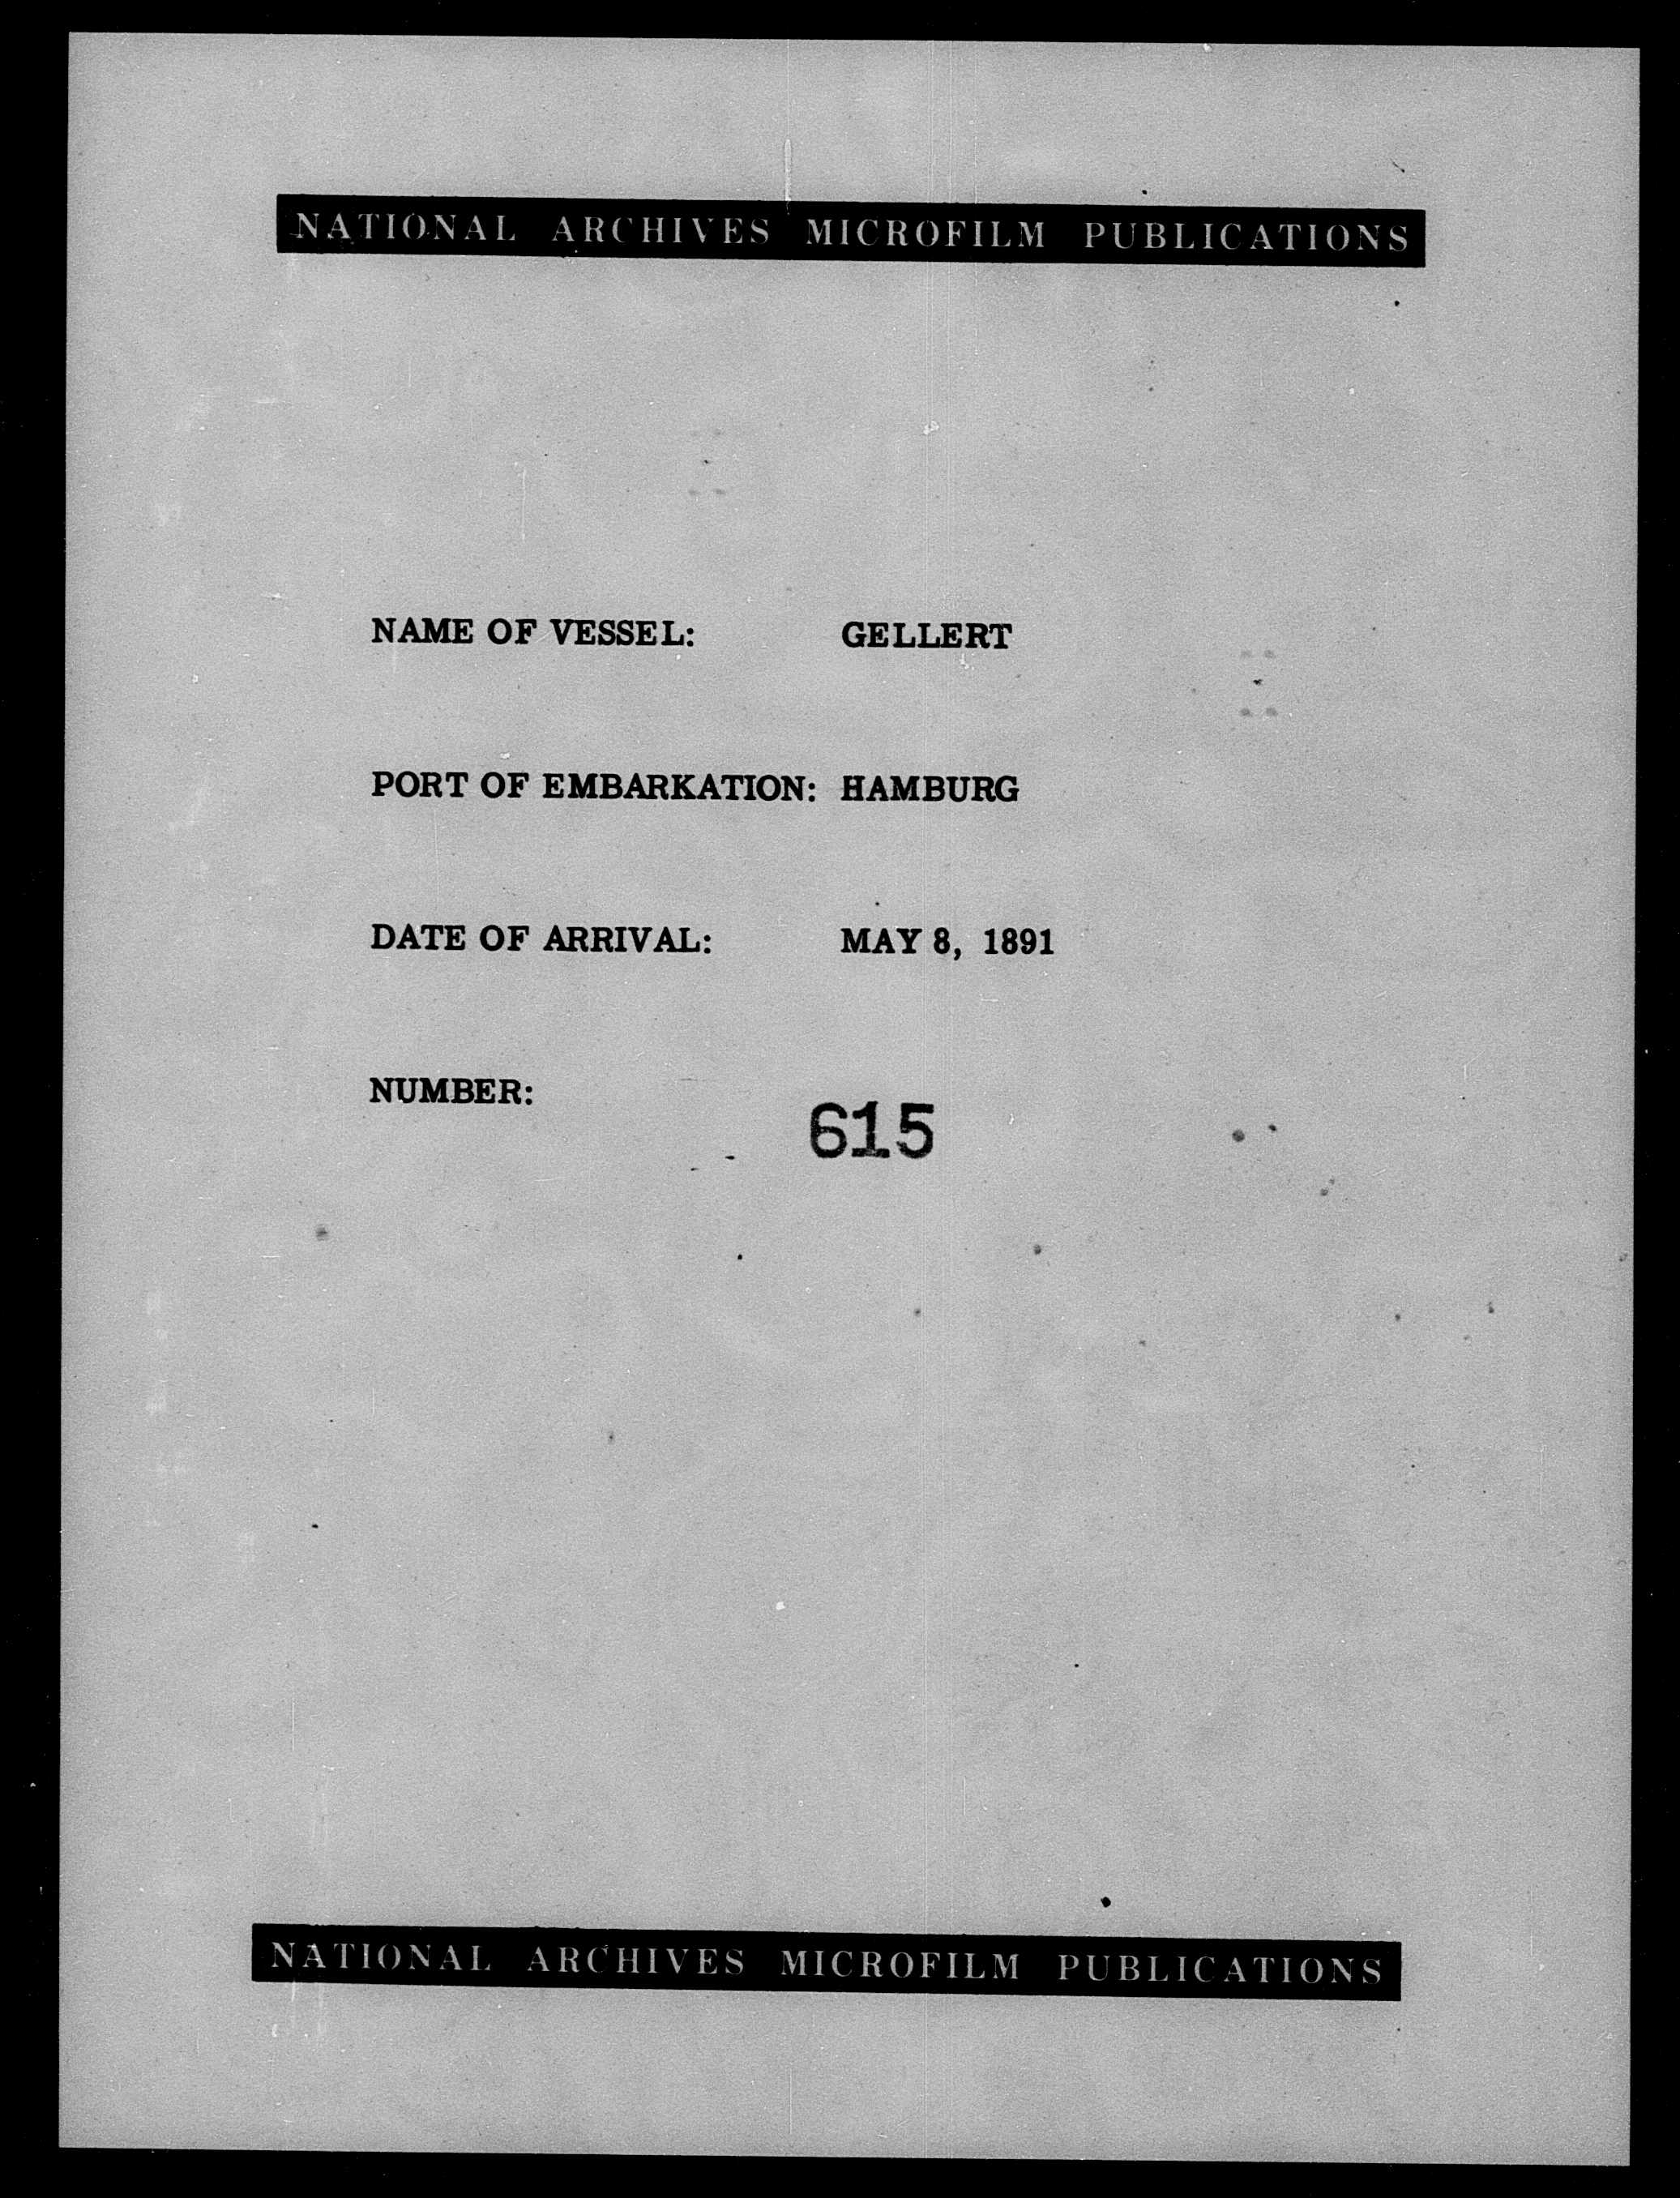 NATIONAL ARCHIVES MICROFILM PUBLICATIONS
NAME OF VESSEL: GELLERT
PORT OF EMBARKATION: HAMBURG
DATE OF ARRIVAL: MAY 8, 1891
NUMBER: 615
NATIONAL ARCHIVES MICROFILM PUBLICATIONS